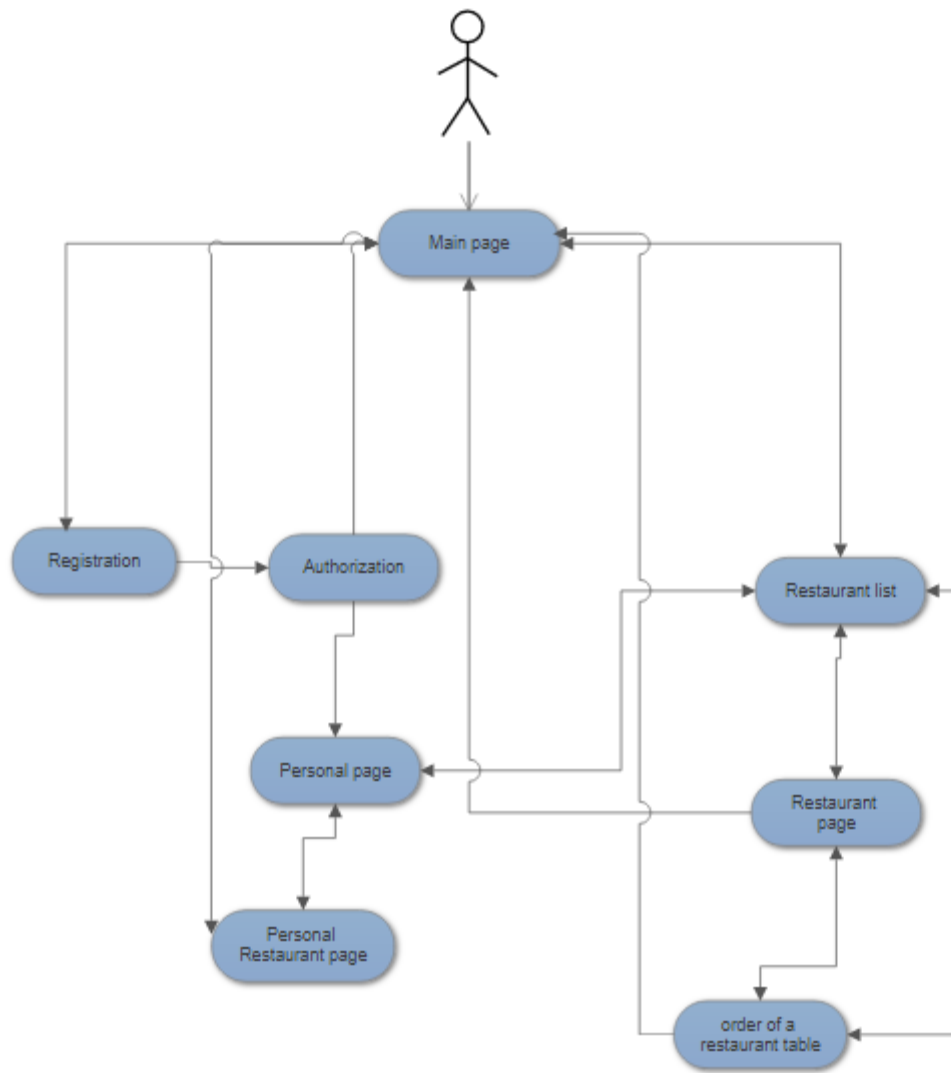 Main page
Registration
Authorization
Restaurant list
Personal page
Restaurant
page
Personal
Restaurant page
order of a
restaurant table